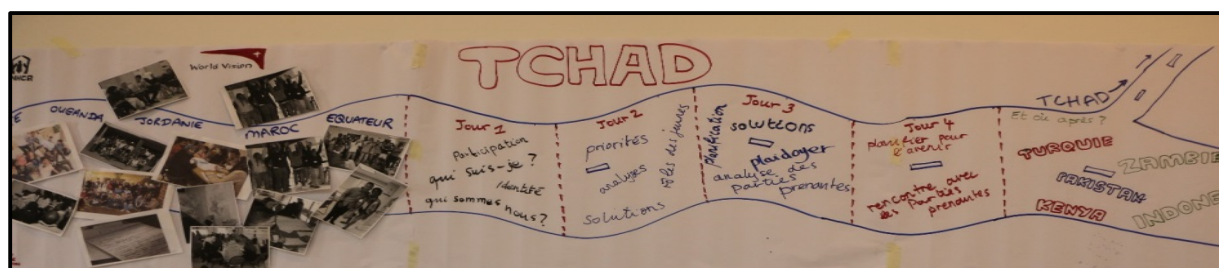 UNHCR
World Vision
TCHAD
OUGANDA
JORDANIE
MAROC
EQUATEUR
Jour 1
Participation
qui suis-je?
identité
qui sommes
nous?
Jour 2
priorités
analyses
rôles des jeunes
solutions
planification
Jour 3
solutions
plaidoyer
analyse des
parties
prenantes
Jour 4
planifier pour
l'avenir
rencontre avec
les parties
prenantes
TCHAD
Et où après?
TURQUIE
ZAMBIE
PAKISTAN
KENYA
INDONE